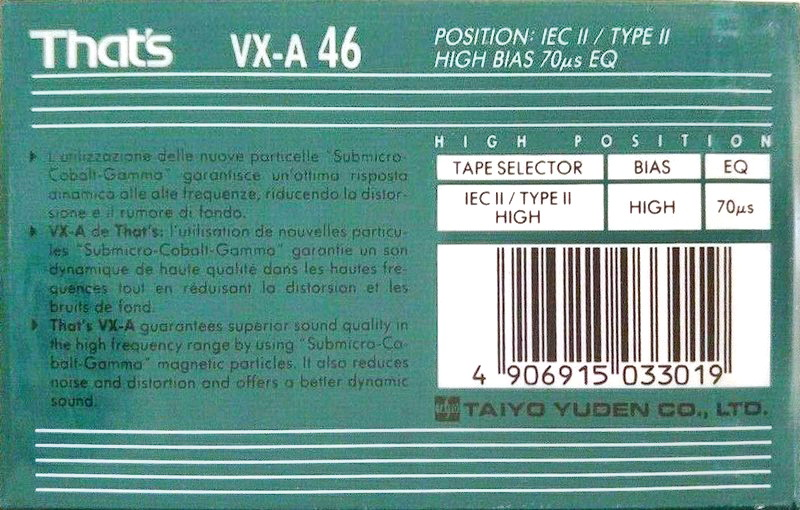 That's VX-A 46
POSITION: IEC II / TYPE II
HIGH BIAS 70µs EQ
L'utilizzazione delle nuove particelle "Submicro-
Cobalt-Gamma" garantisce un'ottima risposta
dinamica alle alte frequenze, riducendo la distor-
sione e il rumore di fondo.
VX-A de That's: l'utilisation de nouvelles particu-
les "Submicro-Cobalt-Gamma" garantie un son
dynamique de haute qualité dans les hautes fre-
quences tout en réduisant la distorsion et les
bruits de fond.
That's VX-A guarantees superior sound quality in
the high frequency range by using "Submicro-Co-
balt-Gamma" magnetic particles. It also reduces
noise and distortion and offers a better dynamic
sound.
HIGH POSITION
TAPE SELECTOR BIAS EQ
IEC II / TYPE II HIGH 70µs
HIGH
4 906915 033019
TAIYO YUDEN CO., LTD.